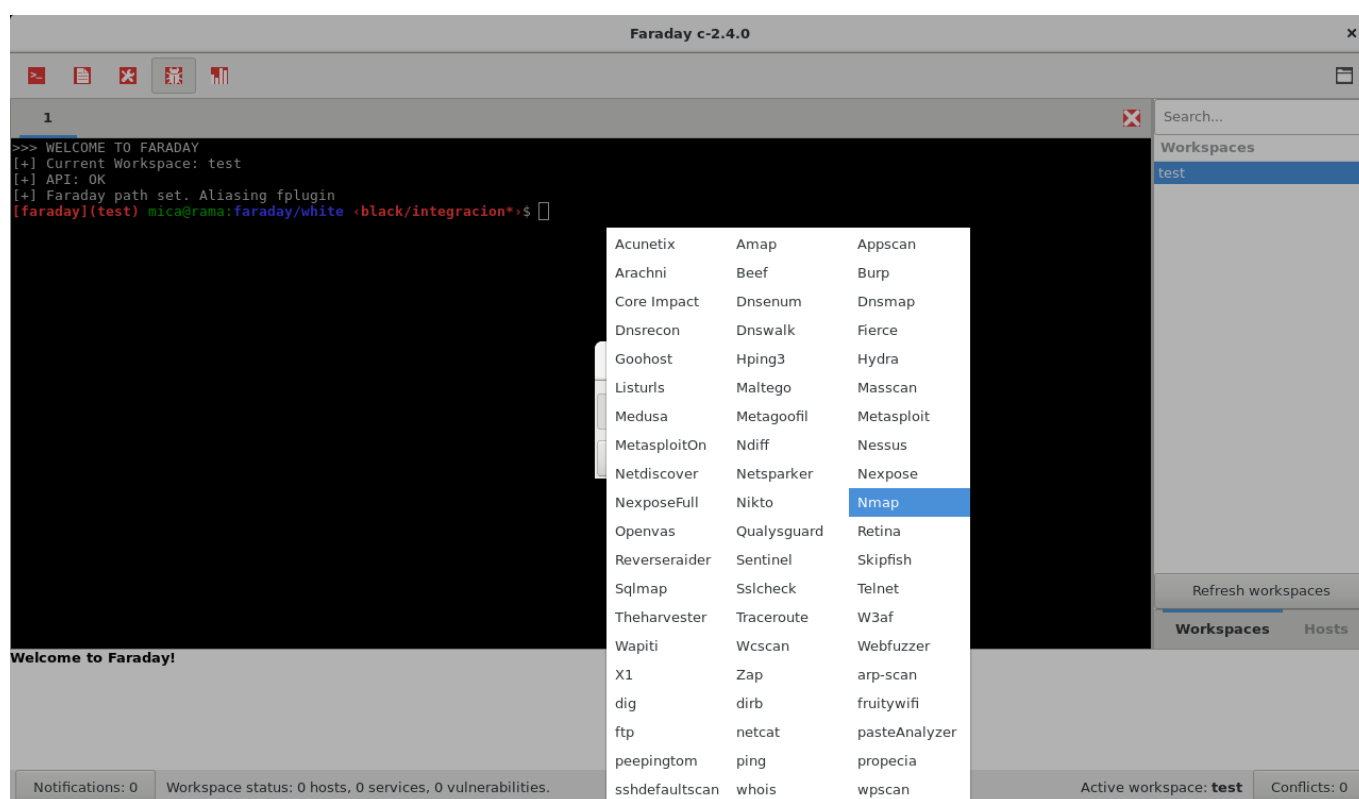 Faraday c-2.4.0
1
Search...
>>> WELCOME TO FARADAY
[+] Current Workspace: test
[+] API: OK
[+] Faraday path set. Aliasing fplugin
[faraday](test) mica@rama:faraday/white ‹black/integracion*›$
Workspaces
test
Acunetix Amap Appscan
Arachni Beef Burp
Core Impact Dnsenum Dnsmap
Dnsrecon Dnswalk Fierce
Goohost Hping3 Hydra
Listurls Maltego Masscan
Medusa Metagoofil Metasploit
MetasploitOn Ndiff Nessus
Netdiscover Netsparker Nexpose
NexposeFull Nikto Nmap
Openvas Qualysguard Retina
Reverseraider Sentinel Skipfish
Sqlmap Sslcheck Telnet
Theharvester Traceroute W3af
Wapiti Wcscan Webfuzzer
X1 Zap arp-scan
dig dirb fruitywifi
ftp netcat pasteAnalyzer
peepingtom ping propecia
sshdefaultscan whois wpscan
Refresh workspaces
Workspaces Hosts
Welcome to Faraday!
Notifications: 0 Workspace status: 0 hosts, 0 services, 0 vulnerabilities. Active workspace: test Conflicts: 0